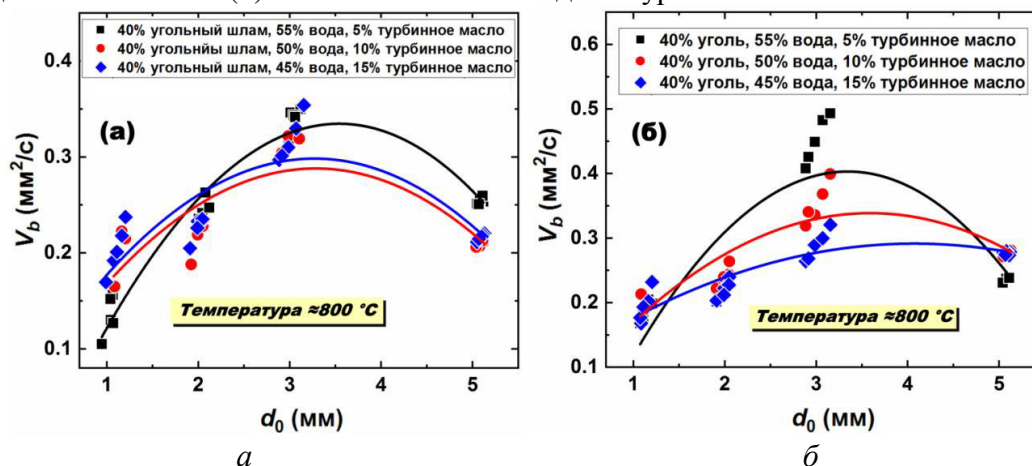 40% угольный шлам, 55% вода, 5% турбинное масло
40% угольнйы шлам, 50% вода, 10% турбинное масло
40% угольный шлам, 45% вода, 15% турбинное масло
(а)
V_b (мм²/с)
0.4
0.3
0.2
0.1
Температура ≈800 °C
1 2 3 4 5
d₀ (мм)
а
40% уголь, 55% вода, 5% турбинное масло
40% уголь, 50% вода, 10% турбинное масло
40% уголь, 45% вода, 15% турбинное масло
(б)
V_b (мм²/с)
0.6
0.5
0.4
0.3
0.2
0.1
Температура ≈800 °C
1 2 3 4 5
d₀ (мм)
б